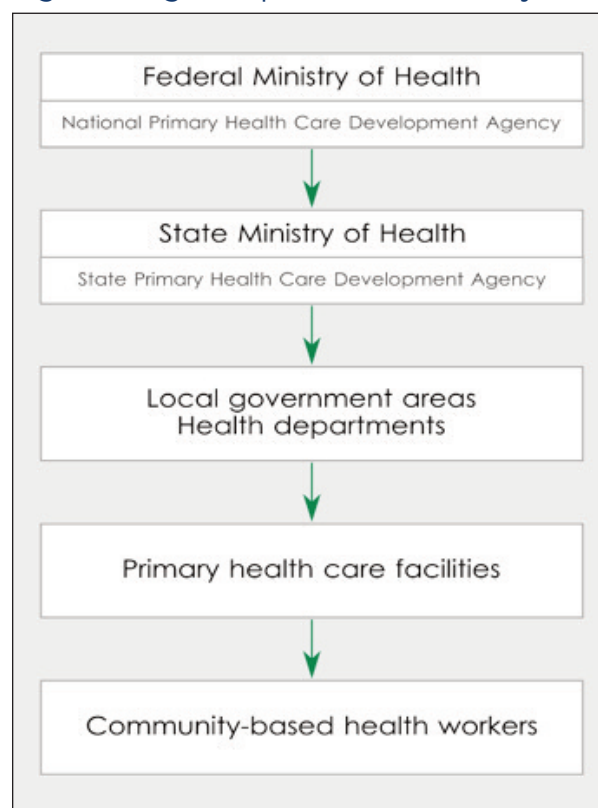 Federal Ministry of Health
National Primary Health Care Development Agency
State Ministry of Health
State Primary Health Care Development Agency
Local government areas
Health departments
Primary health care facilities
Community-based health workers